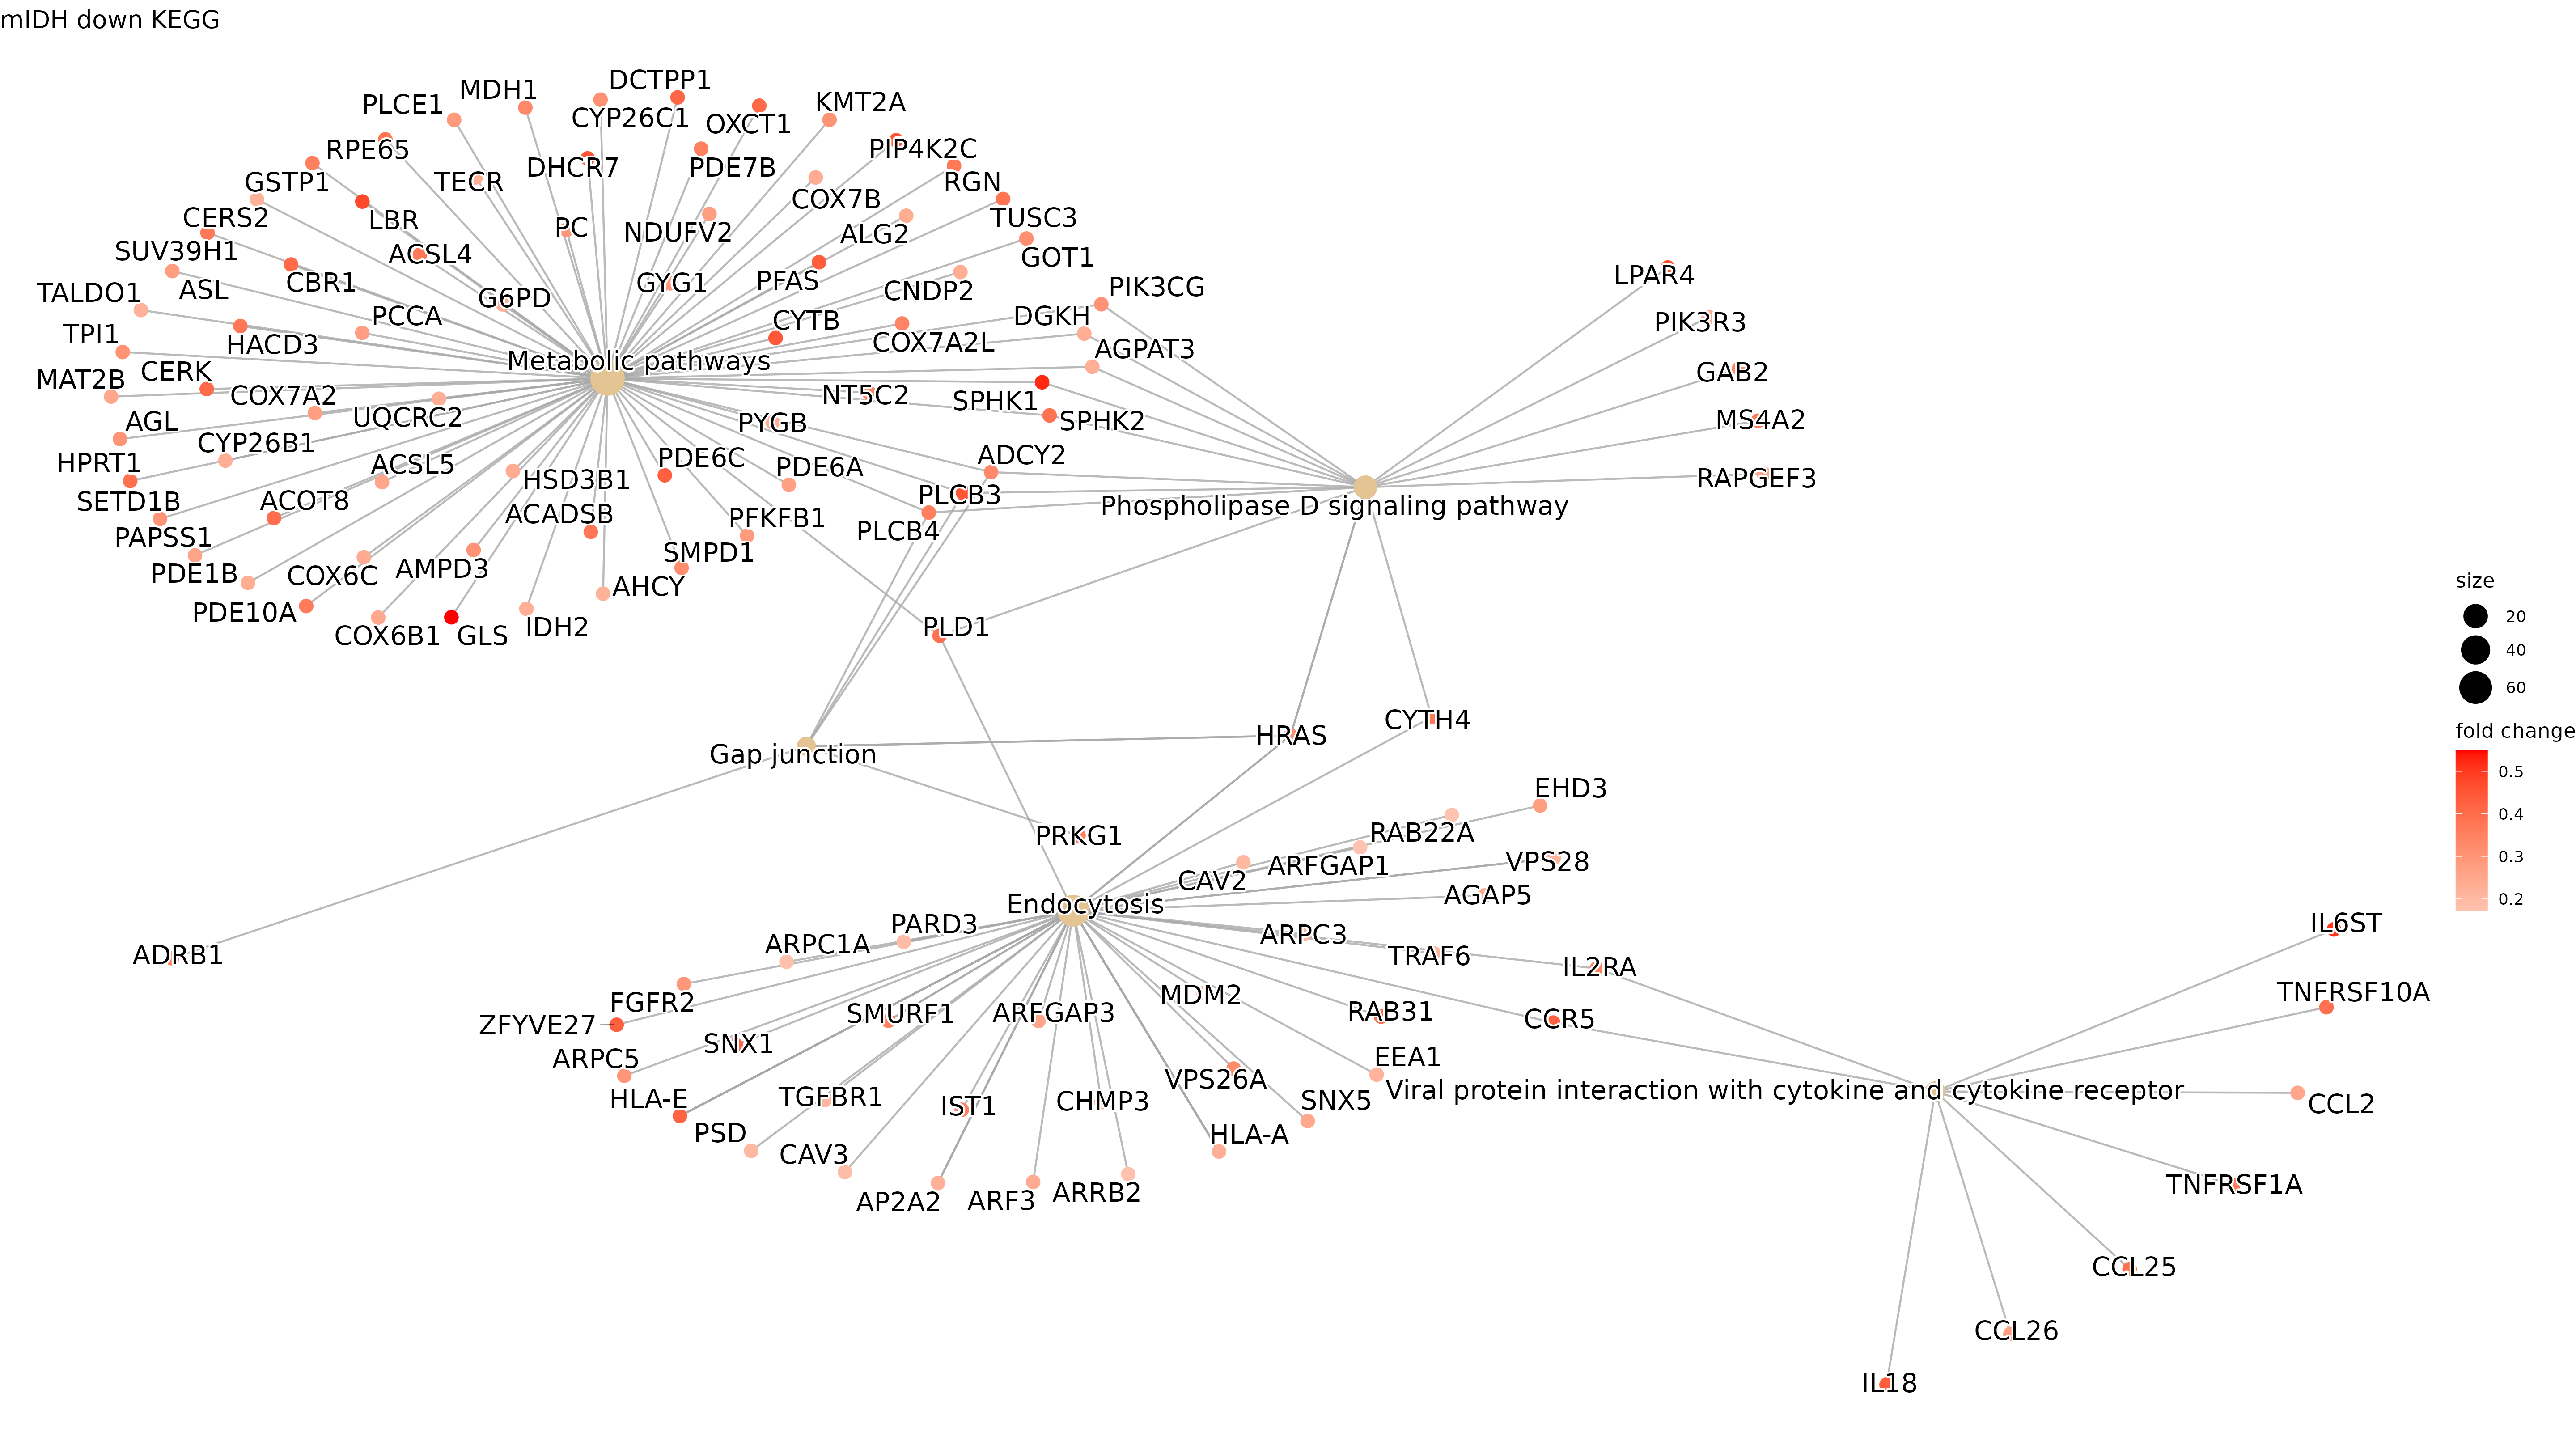 mIDH down KEGG
DCTPP1
MDH1
PLCE1
CYP26C1
OXCT1
KMT2A
RPE65
PIP4K2C
DHCR7
PDE7B
GSTP1
TECR
RGN
COX7B
CERS2
LBR
PC
NDUFV2
ALG2
TUSC3
SUV39H1
ACSL4
GOT1
ASL
CBR1
GYG1
PFAS
CNDP2
PIK3CG
TALDO1
G6PD
PCCA
CYTB
DGKH
TPI1
HACD3
COX7A2L
AGPAT3
Metabolic pathways
MAT2B
CERK
COX7A2
NT5C2
SPHK1
AGL
UQCRC2
PYGB
SPHK2
CYP26B1
HPRT1
ACSL5
PDE6C
PDE6A
ADCY2
HSD3B1
SETD1B
ACOT8
PLCB3
ACADSB
PFKFB1
PLCB4
PAPSS1
SMPD1
PDE1B
COX6C
AMPD3
AHCY
PDE10A
COX6B1
GLS
IDH2
PLD1
LPAR4
PIK3R3
GAB2
MS4A2
RAPGEF3
Phospholipase D signaling pathway
Gap junction
HRAS
CYTH4
PRKG1
ADRB1
EHD3
RAB22A
ARFGAP1
VPS28
CAV2
AGAP5
Endocytosis
PARD3
ARPC1A
ARPC3
TRAF6
IL2RA
FGFR2
MDM2
ZFYVE27
SMURF1
ARFGAP3
RAB31
CCR5
SNX1
ARPC5
EEA1
VPS26A
HLA-E
TGFBR1
IST1
CHMP3
SNX5
PSD
HLA-A
CAV3
AP2A2
ARF3
ARRB2
Viral protein interaction with cytokine and cytokine receptor
IL6ST
TNFRSF10A
CCL2
TNFRSF1A
CCL25
CCL26
IL18
size
20
40
60
fold change
0.5
0.4
0.3
0.2